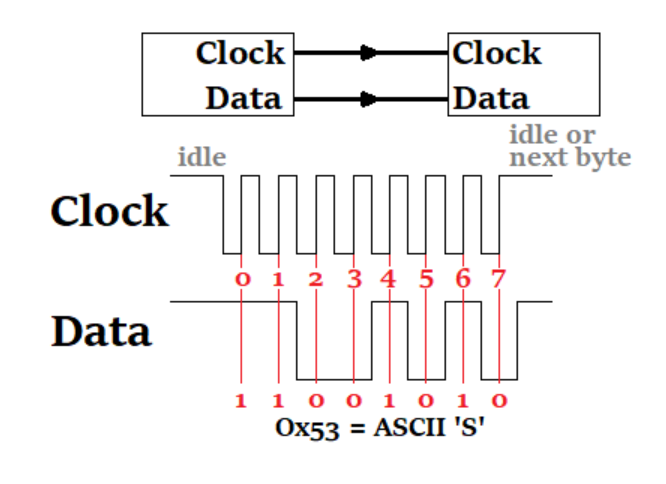 Clock Clock
Data Data
idle or
idle next byte
Clock
0 1 2 3 4 5 6 7
Data
1 1 0 0 1 0 1 0
0x53 = ASCII 'S'